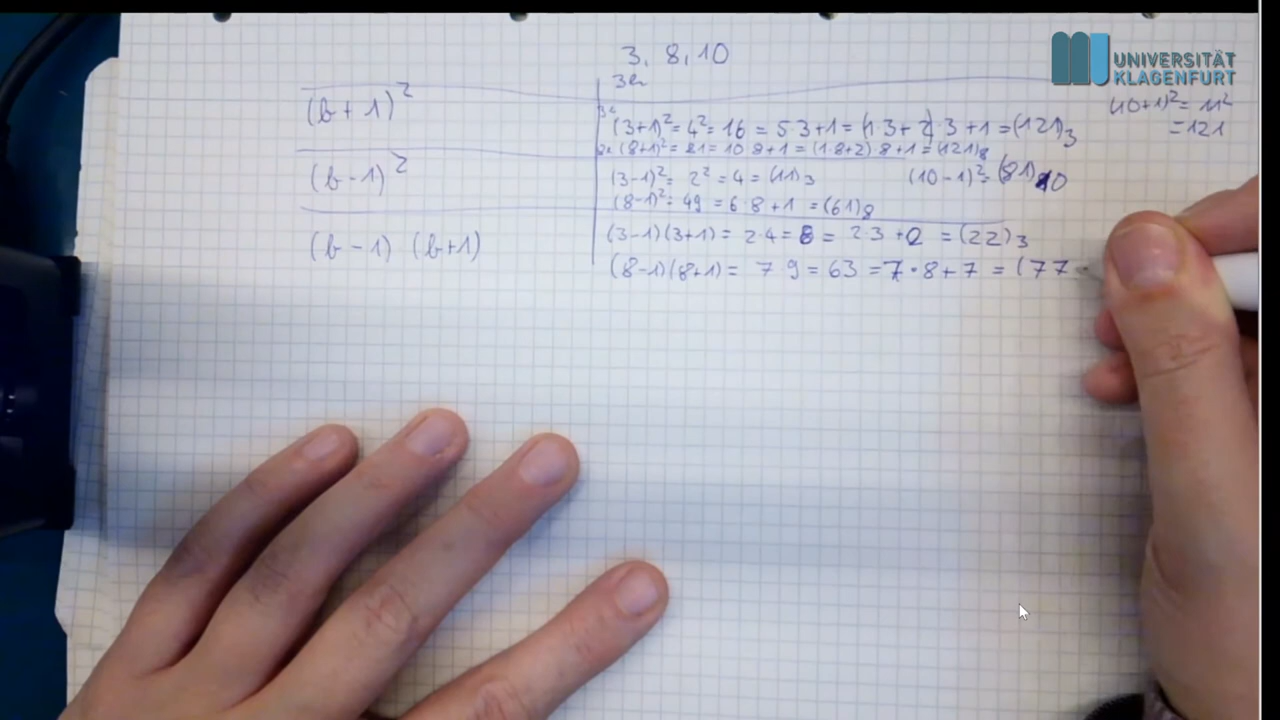 3, 8, 10
UNIVERSITÄT
KLAGENFURT
(b+1)²
(3+1)² = 4² = 16 = 5·3+1 = (1·3+2)·3+1 = (121)₃
(10+1)² = 11²
= 121
(8+1)² = 81 = 10·8+1 = (1·8+2)·8+1 = (121)₈
(b-1)²
(3-1)² = 2² = 4 = (11)₃
(10-1)² = (81)₁₀
(8-1)² = 49 = 6·8+1 = (61)₈
(b-1) (b+1)
(3-1)(3+1) = 2·4 = 8 = 2·3+2 = (22)₃
(8-1)(8+1) = 7 9 = 63 = 7·8+7 = (77